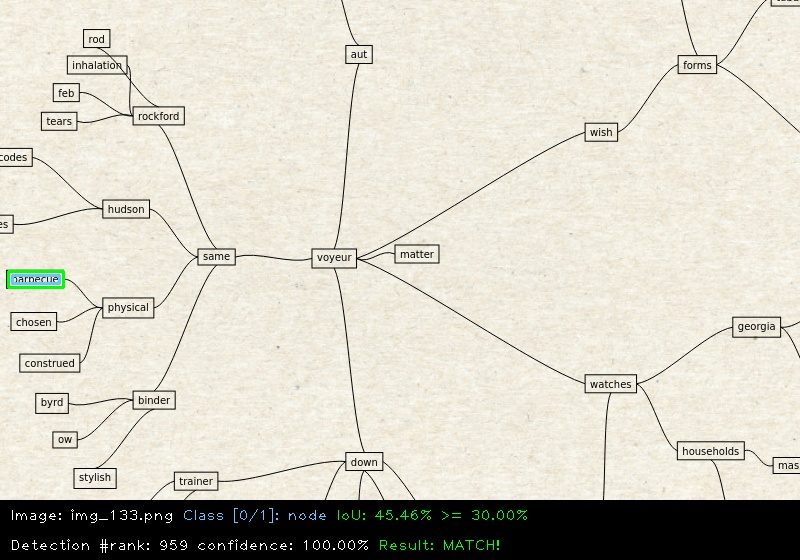 rod
aut
inhalation
forms
feb
rockford
tears
wish
codes
hudson
matter
same
voyeur
barbecue
physical
chosen
georgia
construed
watches
byrd
binder
ow
households
down
stylish
trainer
Image: img_133.png Class [0/1]: node IoU: 45.46% >= 30.00%
Detection #rank: 959 confidence: 100.00% Result: MATCH!